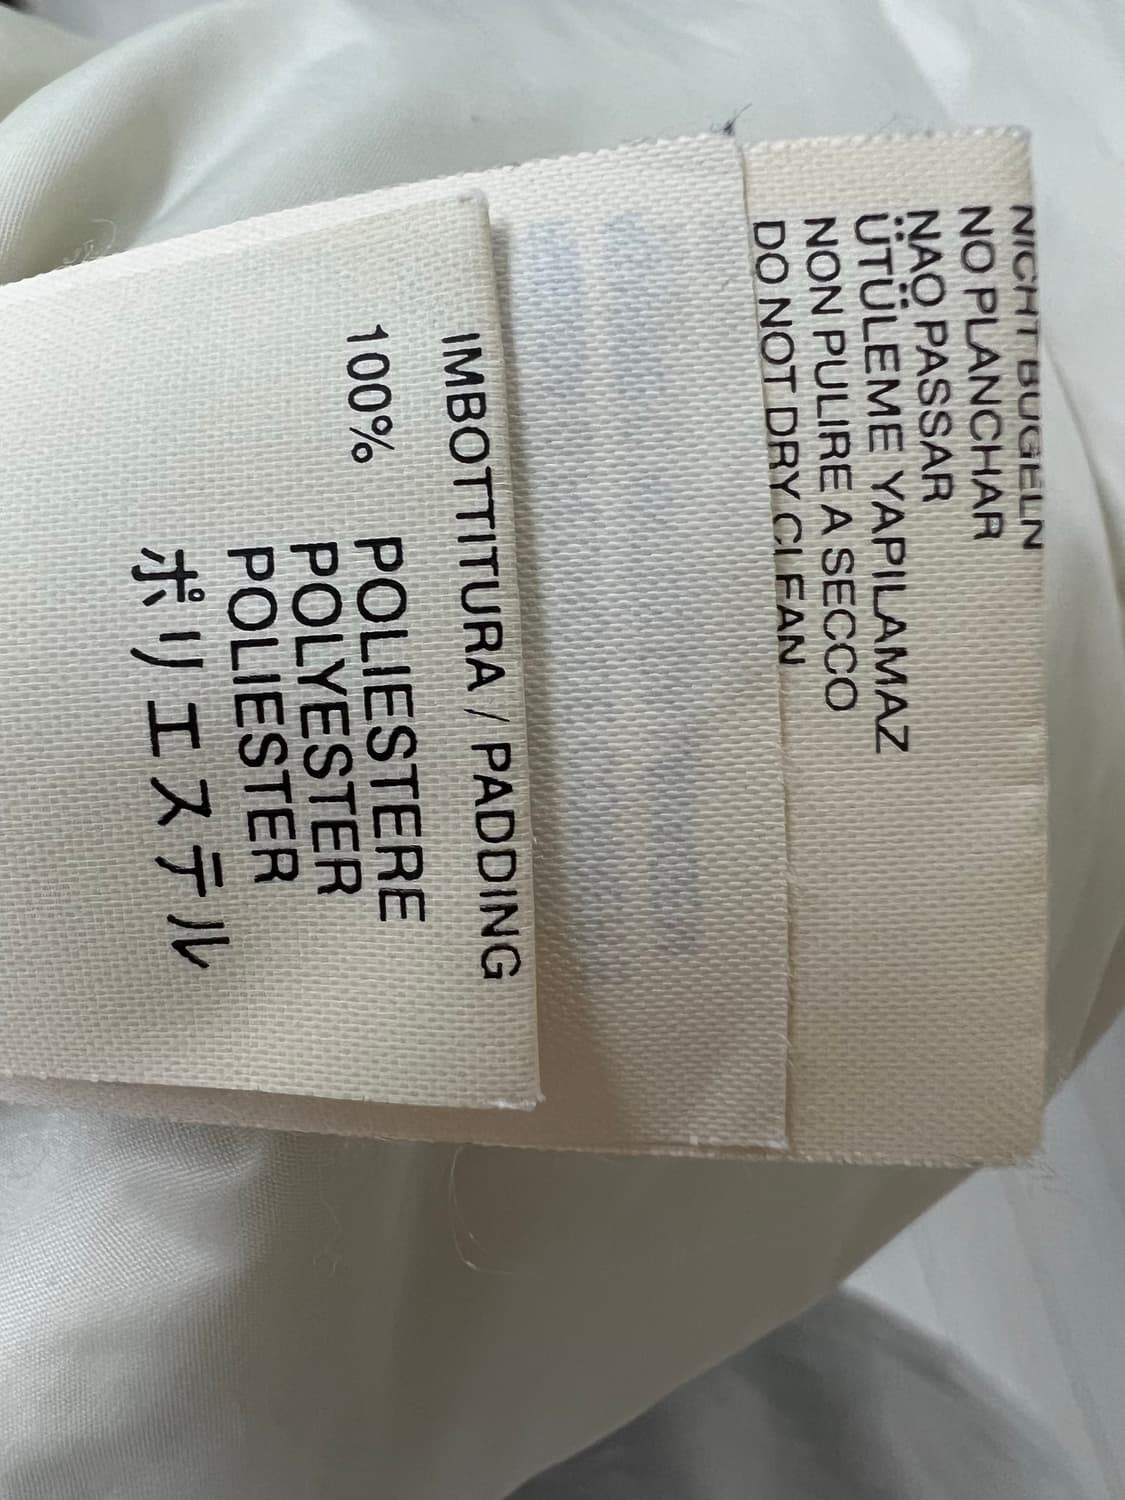 NICHT BÜGELN
NO PLANCHAR
NAO PASSAR
ÜTÜLEME YAPILAMAZ
NON PULIRE A SECCO
DO NOT DRY CLEAN
IMBOTTITURA / PADDING
100% POLIESTERE
POLYESTER
POLIESTER
ポリエステル